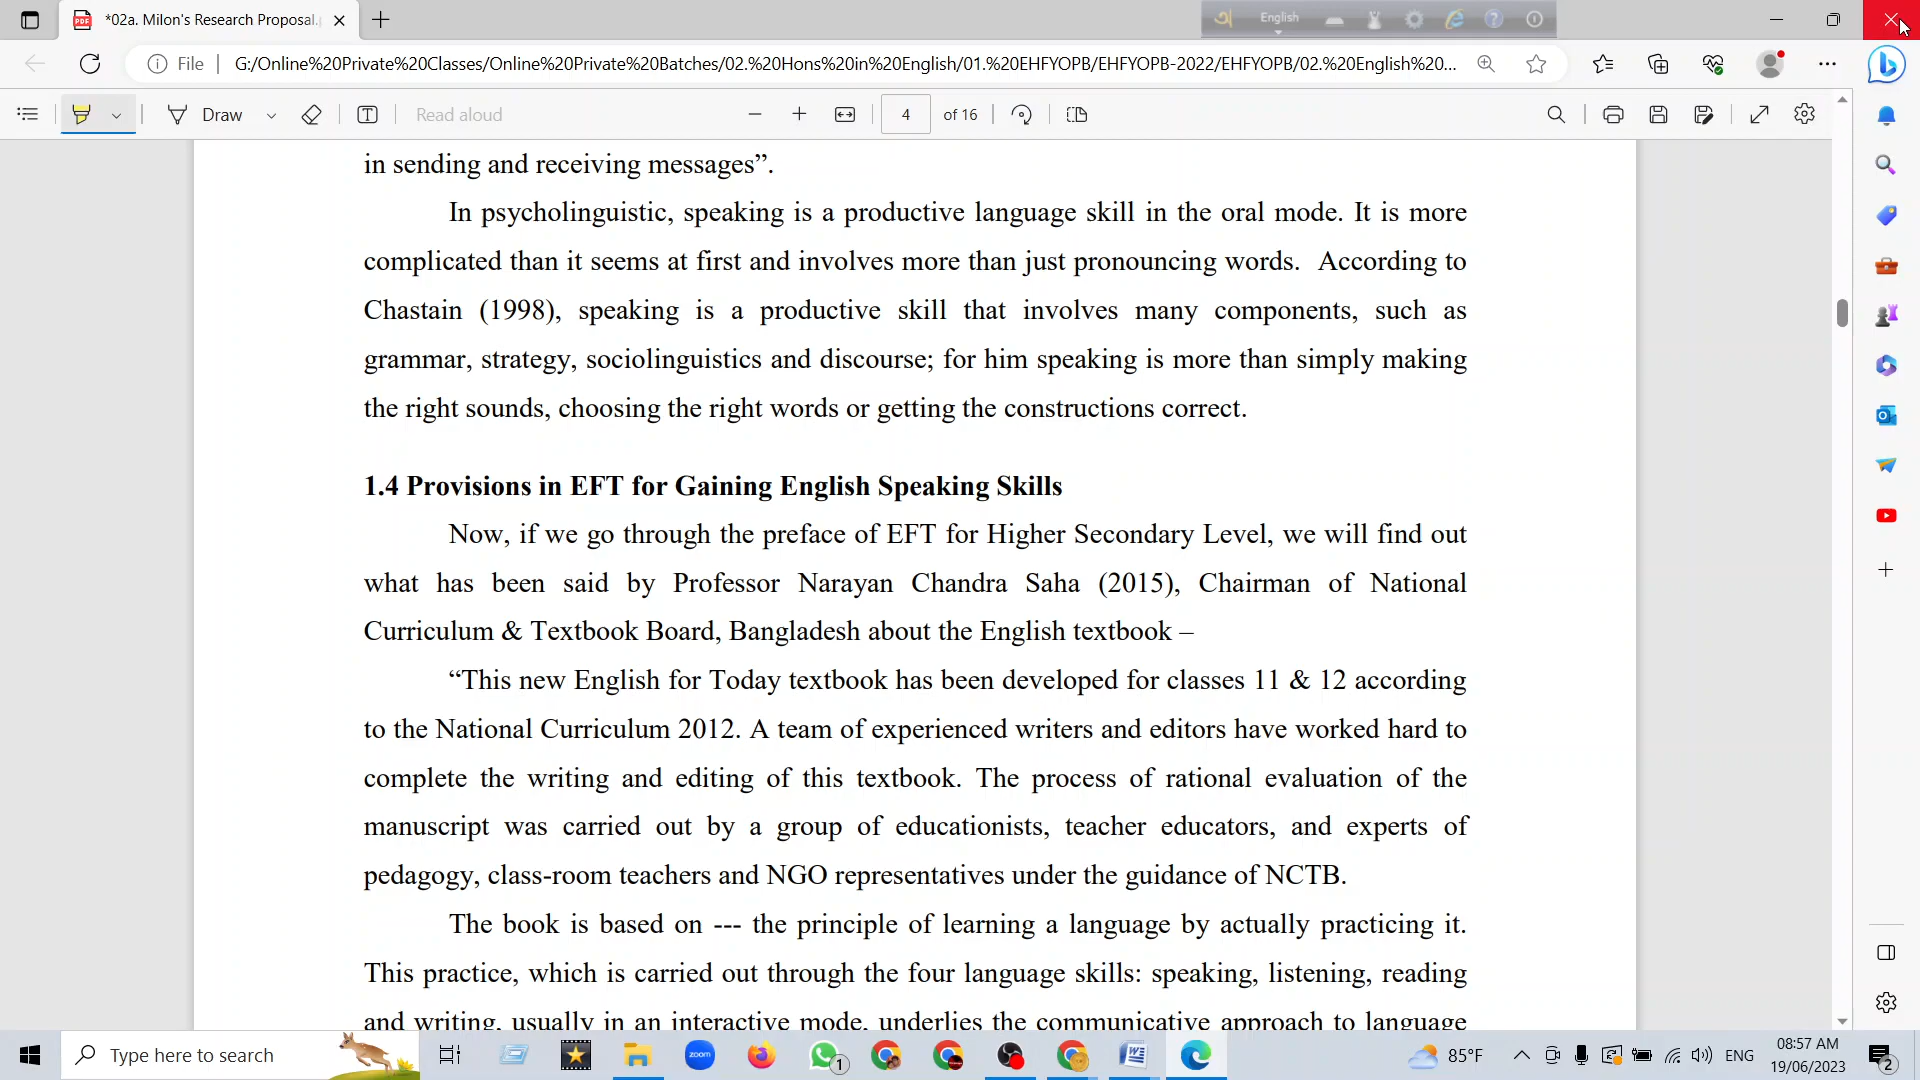 *02a. Milon's Research Proposal.
English
File
G:/Online%20Private%20Classes/Online%20Private%20Batches/02.%20Hons%20in%20English/01.%20EHFYOPB/EHFYOPB-2022/EHFYOPB/02.%20English%20...
Draw
Read aloud
4 of 16
in sending and receiving messages”.
In psycholinguistic, speaking is a productive language skill in the oral mode. It is more
complicated than it seems at first and involves more than just pronouncing words. According to
Chastain (1998), speaking is a productive skill that involves many components, such as
grammar, strategy, sociolinguistics and discourse; for him speaking is more than simply making
the right sounds, choosing the right words or getting the constructions correct.
1.4 Provisions in EFT for Gaining English Speaking Skills
Now, if we go through the preface of EFT for Higher Secondary Level, we will find out
what has been said by Professor Narayan Chandra Saha (2015), Chairman of National
Curriculum & Textbook Board, Bangladesh about the English textbook –
“This new English for Today textbook has been developed for classes 11 & 12 according
to the National Curriculum 2012. A team of experienced writers and editors have worked hard to
complete the writing and editing of this textbook. The process of rational evaluation of the
manuscript was carried out by a group of educationists, teacher educators, and experts of
pedagogy, class-room teachers and NGO representatives under the guidance of NCTB.
The book is based on --- the principle of learning a language by actually practicing it.
This practice, which is carried out through the four language skills: speaking, listening, reading
and writing, usually in an interactive mode, underlies the communicative approach to language
Type here to search
zoom
1
85°F
ENG
08:57 AM
19/06/2023
2